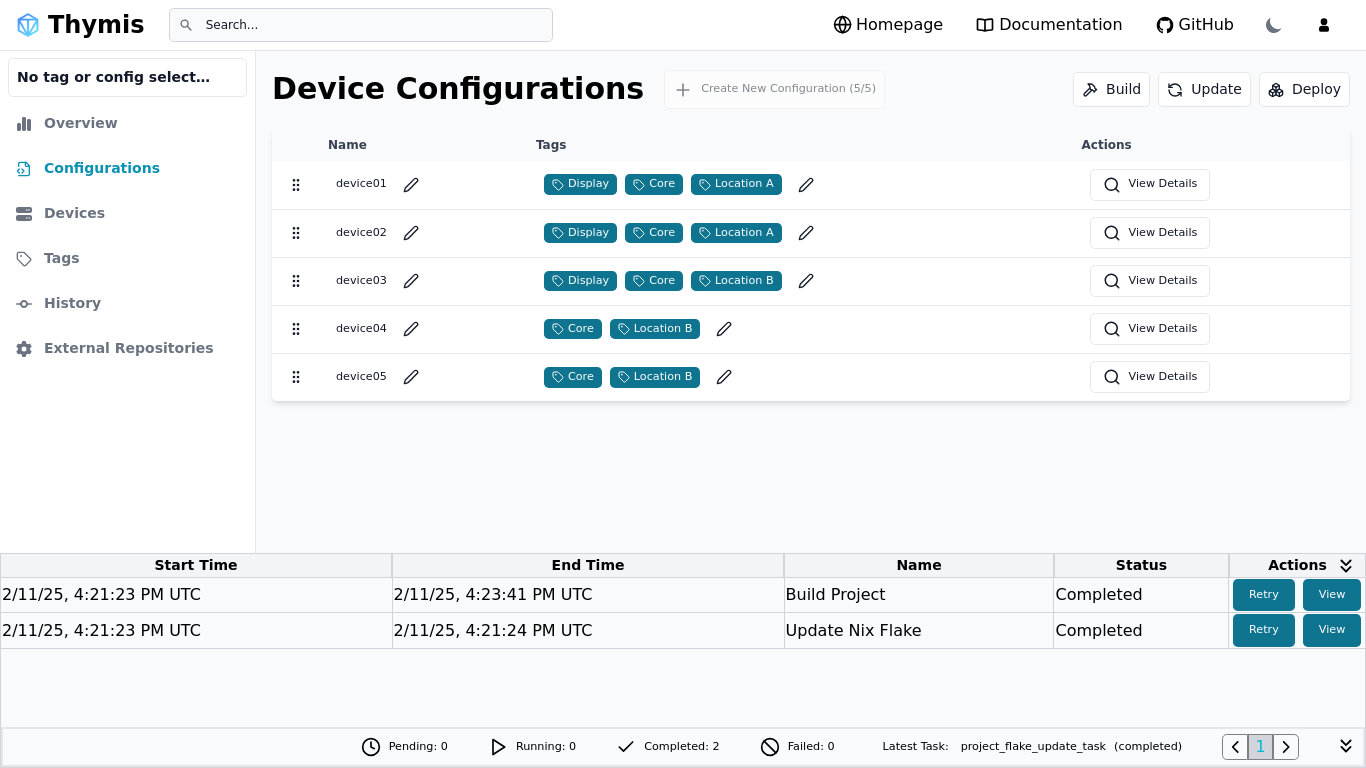 Thymis
Search...
Homepage
Documentation
GitHub
No tag or config select...
Overview
Configurations
Devices
Tags
History
External Repositories
Device Configurations
Create New Configuration (5/5)
Build
Update
Deploy
Name Tags Actions
device01 Display Core Location A View Details
device02 Display Core Location A View Details
device03 Display Core Location B View Details
device04 Core Location B View Details
device05 Core Location B View Details
Start Time End Time Name Status Actions
2/11/25, 4:21:23 PM UTC 2/11/25, 4:23:41 PM UTC Build Project Completed Retry View
2/11/25, 4:21:23 PM UTC 2/11/25, 4:21:24 PM UTC Update Nix Flake Completed Retry View
Pending: 0 Running: 0 Completed: 2 Failed: 0 Latest Task: project_flake_update_task (completed) 1